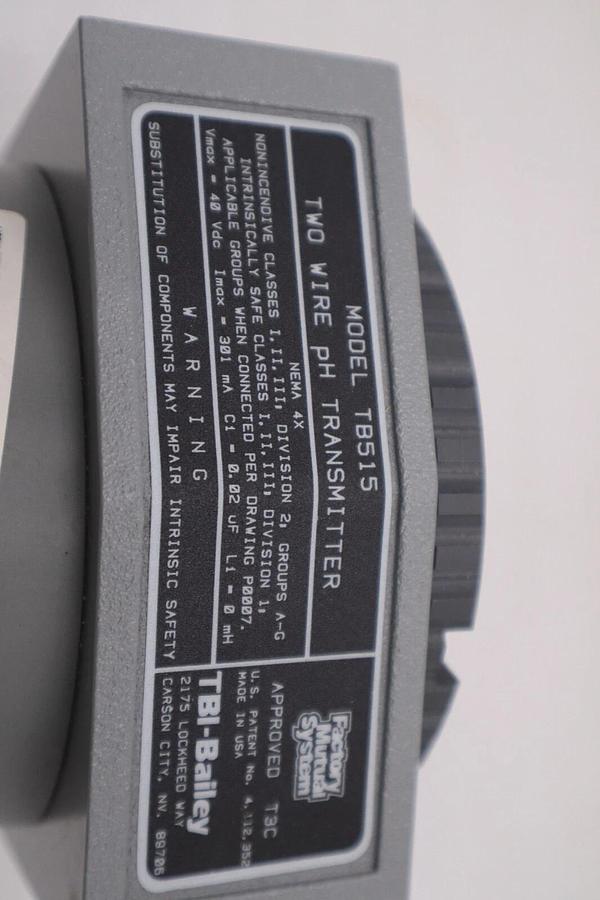 MODEL TB515
TWO WIRE pH TRANSMITTER
NEMA 4X
NONINCENDIVE CLASSES I,II,III, DIVISION 2, GROUPS A-G
INTRINSICALLY SAFE CLASSES I,II,III, DIVISION 1,
APPLICABLE GROUPS WHEN CONNECTED PER DRAWING P0007.
Vmax = 40 Vdc Imax = 301 mA Ci = 0.02 uF Li = 0 mH
W A R N I N G
SUBSTITUTION OF COMPONENTS MAY IMPAIR INTRINSIC SAFETY
Factory
Mutual
System
APPROVED T3C
U.S. PATENT No. 4,112,352
MADE IN USA
TBI-Bailey
2175 LOCKHEED WAY
CARSON CITY, NV. 89706